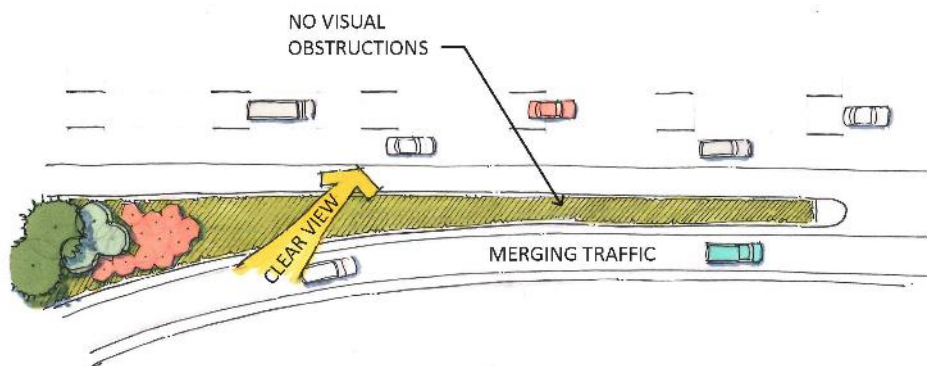 NO VISUAL
OBSTRUCTIONS
CLEAR VIEW
MERGING TRAFFIC